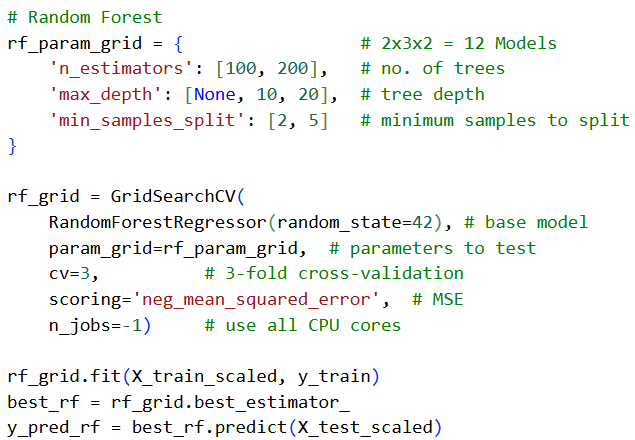 # Random Forest
rf_param_grid = {                 # 2x3x2 = 12 Models
    'n_estimators': [100, 200],   # no. of trees
    'max_depth': [None, 10, 20],  # tree depth
    'min_samples_split': [2, 5]   # minimum samples to split
}
rf_grid = GridSearchCV(
    RandomForestRegressor(random_state=42), # base model
    param_grid=rf_param_grid,  # parameters to test
    cv=3,          # 3-fold cross-validation
    scoring='neg_mean_squared_error',  # MSE
    n_jobs=-1)     # use all CPU cores
rf_grid.fit(X_train_scaled, y_train)
best_rf = rf_grid.best_estimator_
y_pred_rf = best_rf.predict(X_test_scaled)